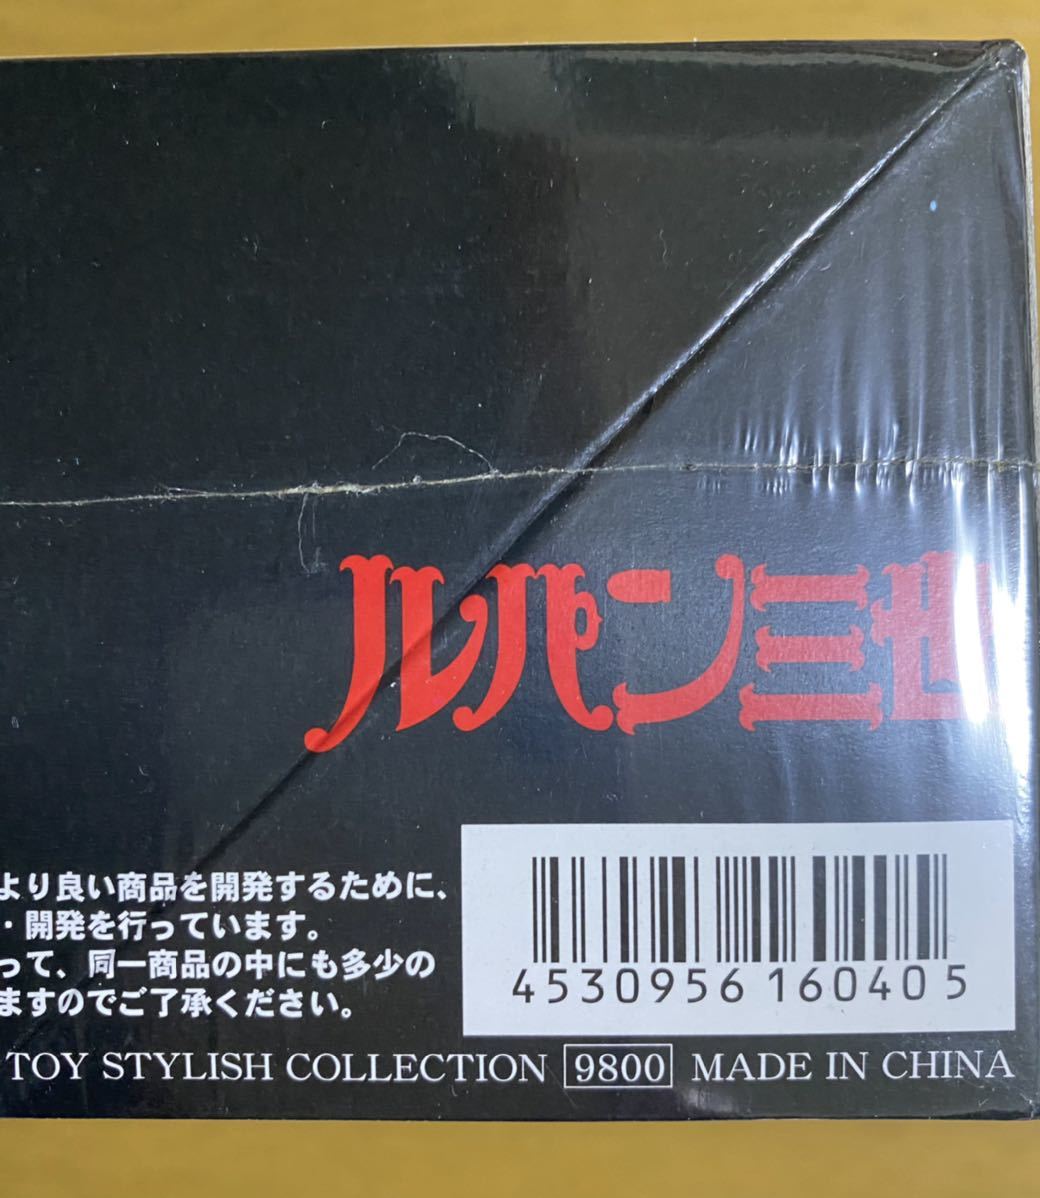 ルパン三世
より良い商品を開発するために、
・開発を行っています。
って、同一商品の中にも多少の
ますのでご了承ください。
4530956160405
TOY STYLISH COLLECTION 9800 MADE IN CHINA